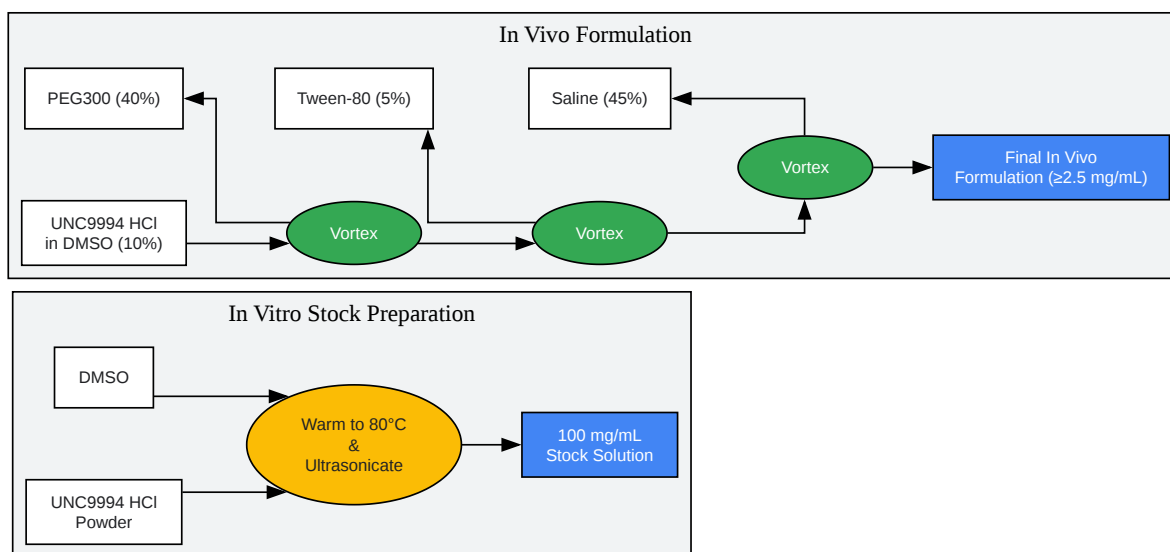 In Vivo Formulation
PEG300 (40%)
Tween-80 (5%)
Saline (45%)
Vortex
Final In Vivo
Formulation (≥2.5 mg/mL)
UNC9994 HCl
in DMSO (10%)
Vortex
Vortex
In Vitro Stock Preparation
DMSO
Warm to 80°C
&
Ultrasonicate
100 mg/mL
Stock Solution
UNC9994 HCl
Powder